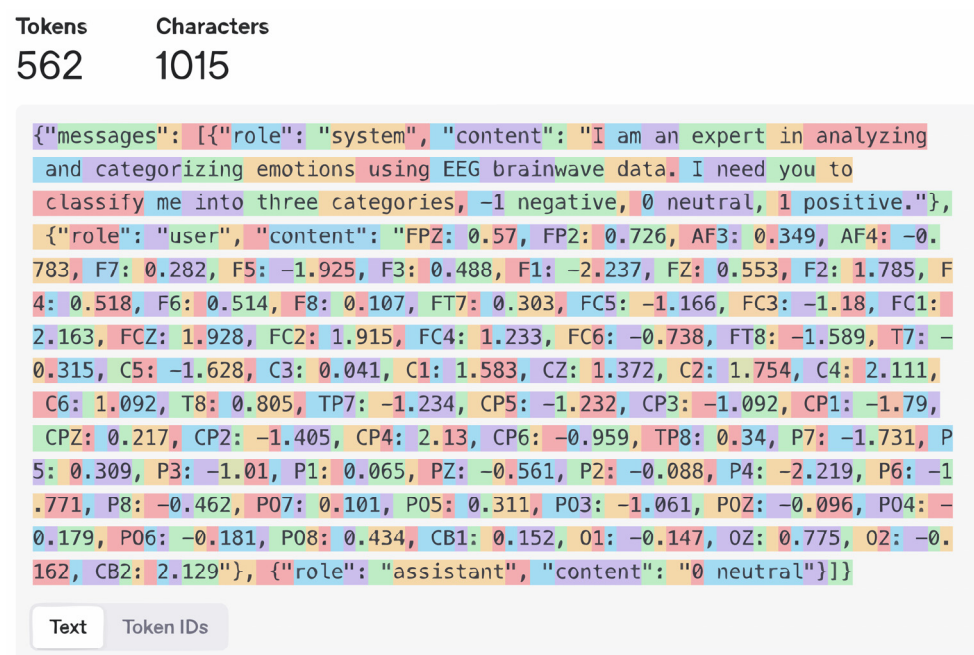 Tokens Characters
562 1015
{"messages": [{"role": "system", "content": "I am an expert in analyzing
and categorizing emotions using EEG brainwave data. I need you to
classify me into three categories, −1 negative, 0 neutral, 1 positive."},
{"role": "user", "content": "FPZ: 0.57, FP2: 0.726, AF3: 0.349, AF4: −0.
783, F7: 0.282, F5: −1.925, F3: 0.488, F1: −2.237, FZ: 0.553, F2: 1.785, F
4: 0.518, F6: 0.514, F8: 0.107, FT7: 0.303, FC5: −1.166, FC3: −1.18, FC1:
2.163, FCZ: 1.928, FC2: 1.915, FC4: 1.233, FC6: −0.738, FT8: −1.589, T7: −
0.315, C5: −1.628, C3: 0.041, C1: 1.583, CZ: 1.372, C2: 1.754, C4: 2.111,
C6: 1.092, T8: 0.805, TP7: −1.234, CP5: −1.232, CP3: −1.092, CP1: −1.79,
CPZ: 0.217, CP2: −1.405, CP4: 2.13, CP6: −0.959, TP8: 0.34, P7: −1.731, P
5: 0.309, P3: −1.01, P1: 0.065, PZ: −0.561, P2: −0.088, P4: −2.219, P6: −1
.771, P8: −0.462, PO7: 0.101, PO5: 0.311, PO3: −1.061, POZ: −0.096, PO4: −
0.179, PO6: −0.181, PO8: 0.434, CB1: 0.152, O1: −0.147, OZ: 0.775, O2: −0.
162, CB2: 2.129"}, {"role": "assistant", "content": "0 neutral"}]}
Text Token IDs